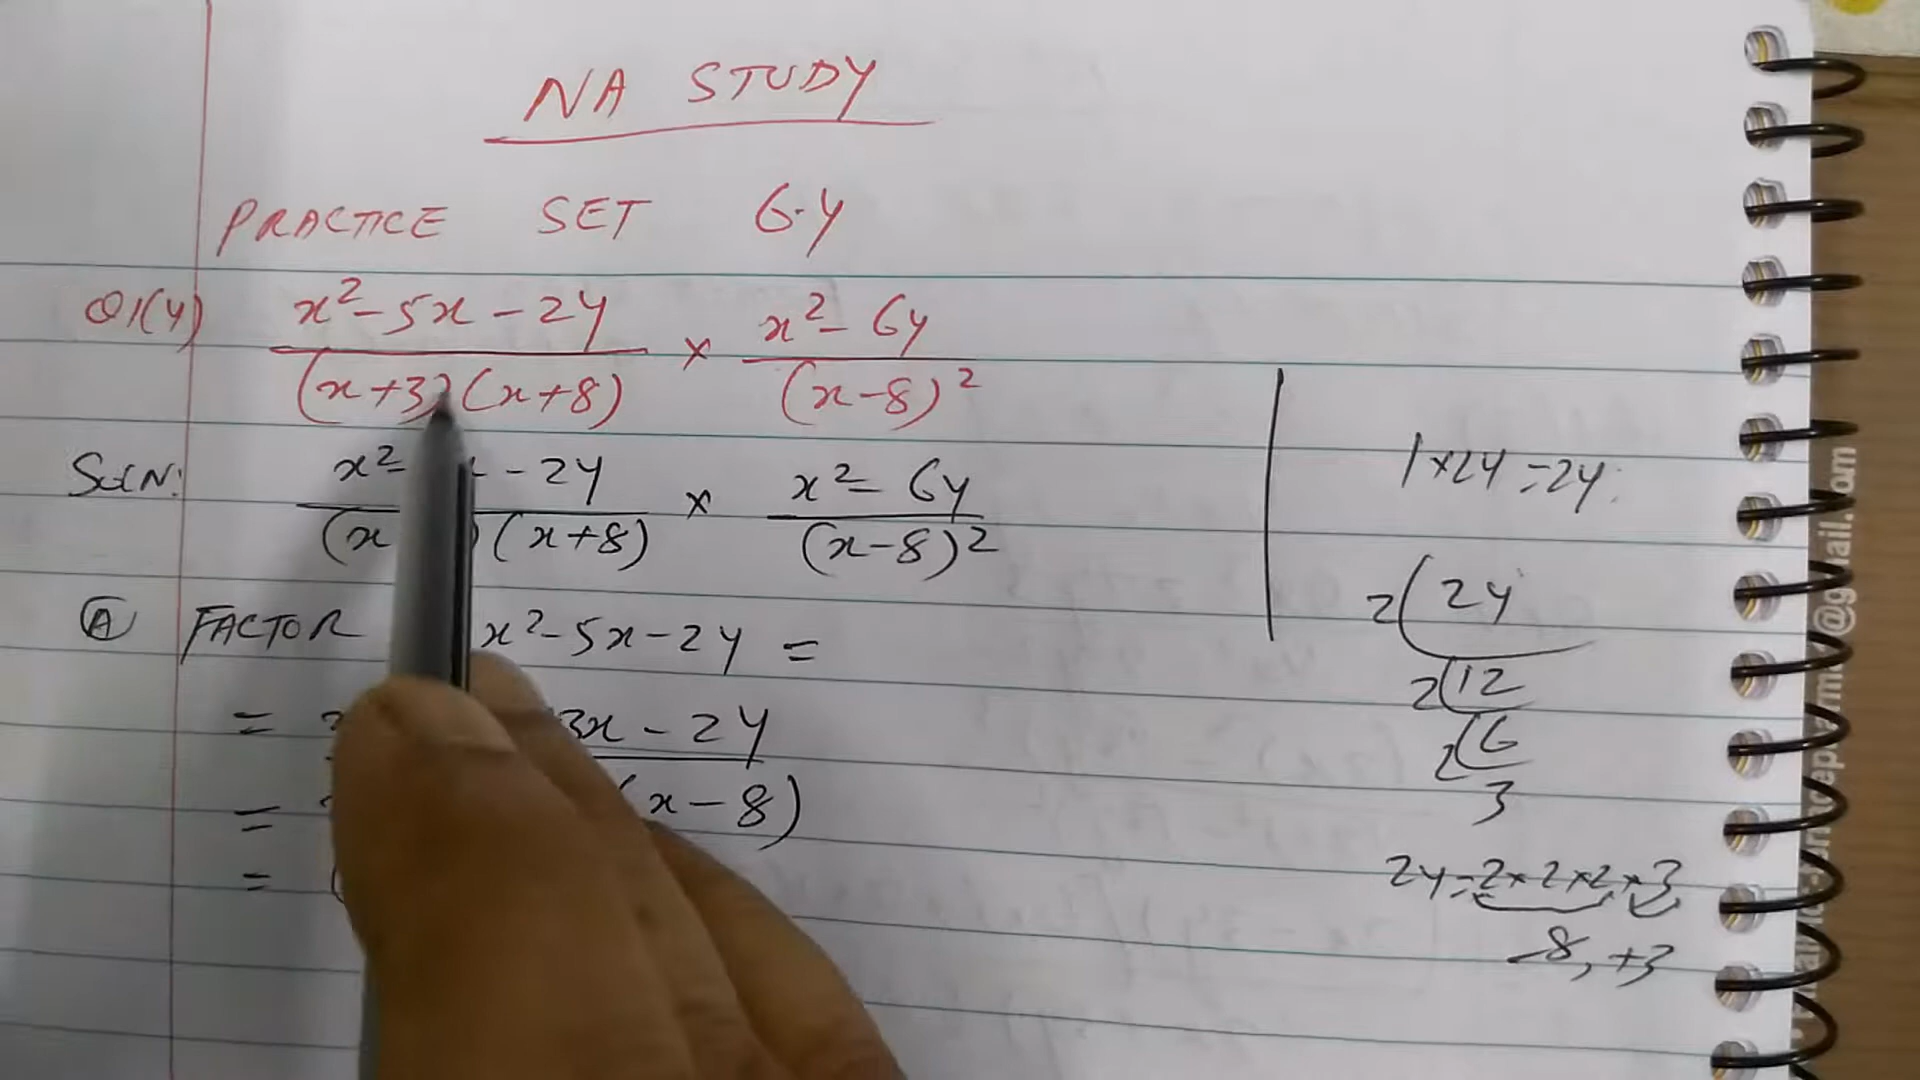 NA STUDY
PRACTICE SET 6.4
Q1(4) x²-5x-24 / (x+3)(x+8) × x²-64 / (x-8)²
SOLN: x²- -24 / (x )(x+8) × x²-64 / (x-8)²
(A) FACTOR x²-5x-24 =
= 3x-24
= (x-8)
= (
1×24=24
2 24
2 12
2 6
3
24=2×2×2×3
-8, +3